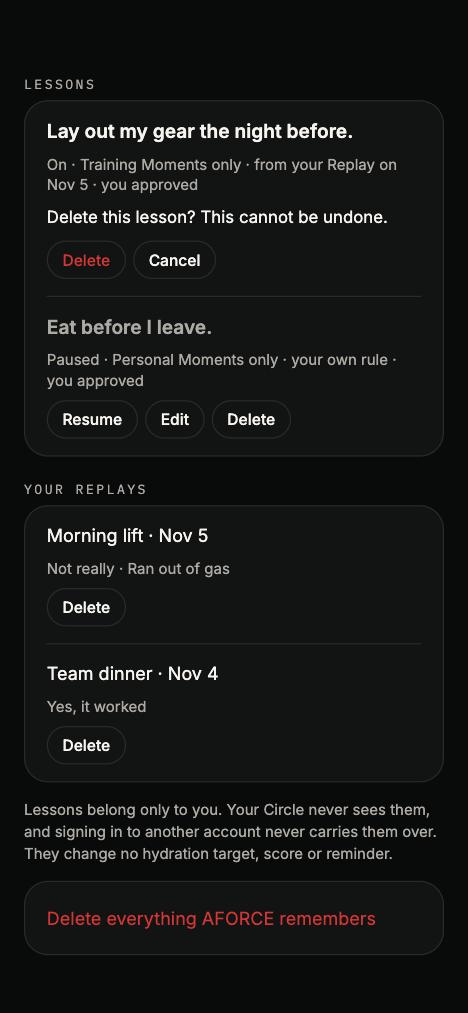 LESSONS
Lay out my gear the night before.
On · Training Moments only · from your Replay on
Nov 5 · you approved
Delete this lesson? This cannot be undone.
Delete
Cancel
Eat before I leave.
Paused · Personal Moments only · your own rule ·
you approved
Resume
Edit
Delete
YOUR REPLAYS
Morning lift · Nov 5
Not really · Ran out of gas
Delete
Team dinner · Nov 4
Yes, it worked
Delete
Lessons belong only to you. Your Circle never sees them,
and signing in to another account never carries them over.
They change no hydration target, score or reminder.
Delete everything AFORCE remembers